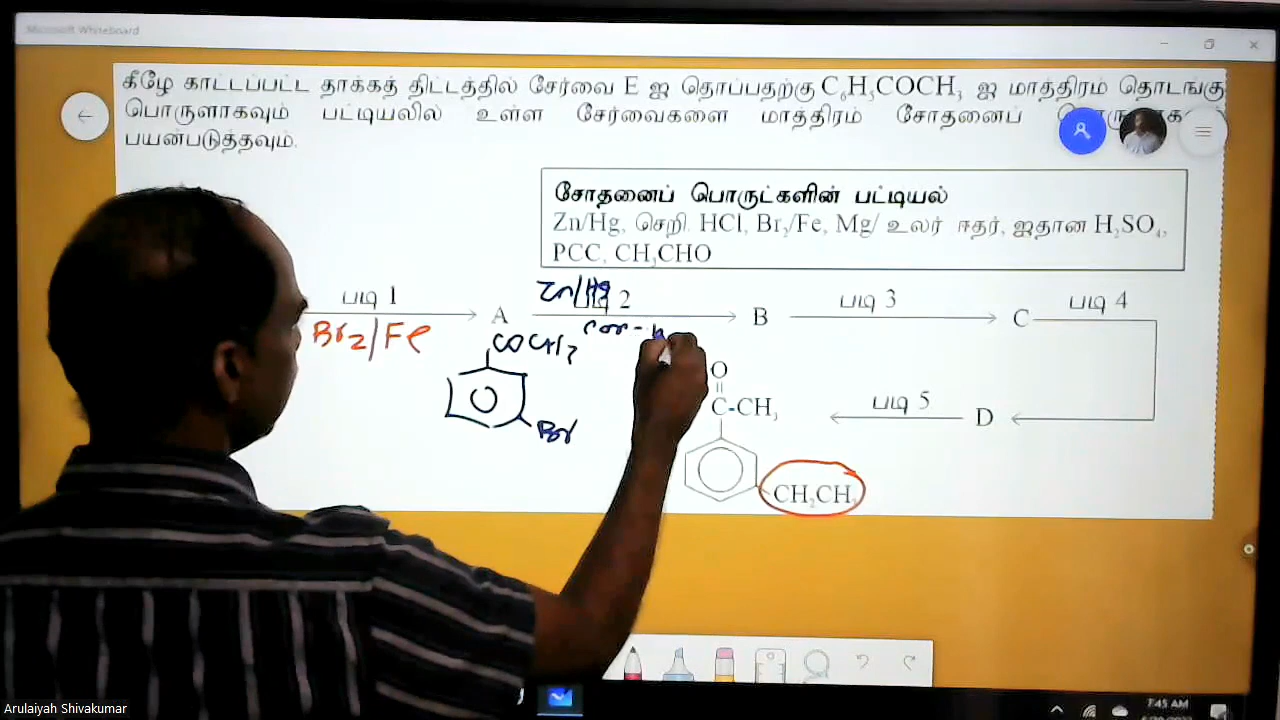 Microsoft Whiteboard
கீழே காட்டப்பட்ட தாக்கத் திட்டத்தில் சேர்வை E ஐ தொப்பதற்கு C₆H₅COCH₃ ஐ மாத்திரம் தொடங்கு
பொருளாகவும் பட்டியலில் உள்ள சேர்வைகளை மாத்திரம் சோதனைப்
பயன்படுத்தவும்.
சோதனைப் பொருட்களின் பட்டியல்
Zn/Hg, செறி. HCl, Br₂/Fe, Mg/ உலர் ஈதர், ஐதான H₂SO₄,
PCC, CH₃CHO
படி 1
Br₂/Fe
A
Zn/Hg
படி 2
Con-
B
படி 3
C
படி 4
COCH₃
Br
O
C-CH₃
CH₂CH₃
படி 5
D
Arulaiyah Shivakumar
7:45 AM